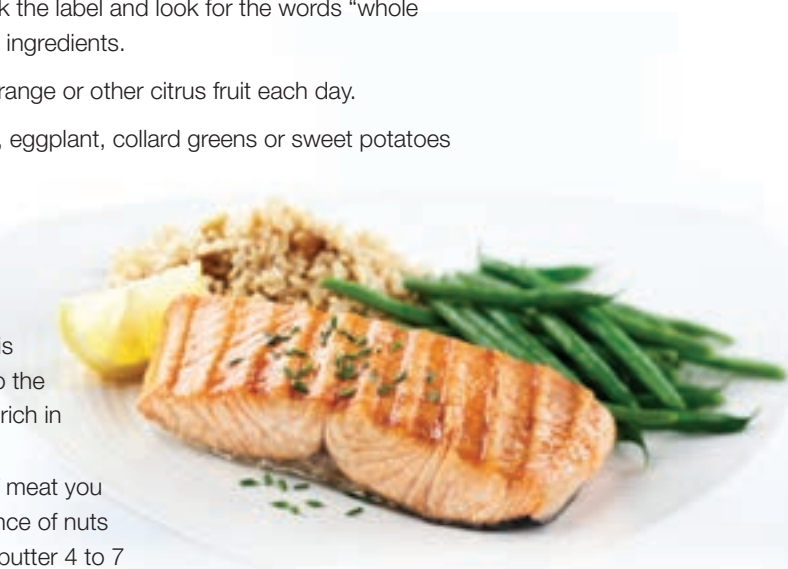 k the label and look for the words “whole
ingredients.
range or other citrus fruit each day.
, eggplant, collard greens or sweet potatoes
is
o the
rich in
meat you
nce of nuts
butter 4 to 7